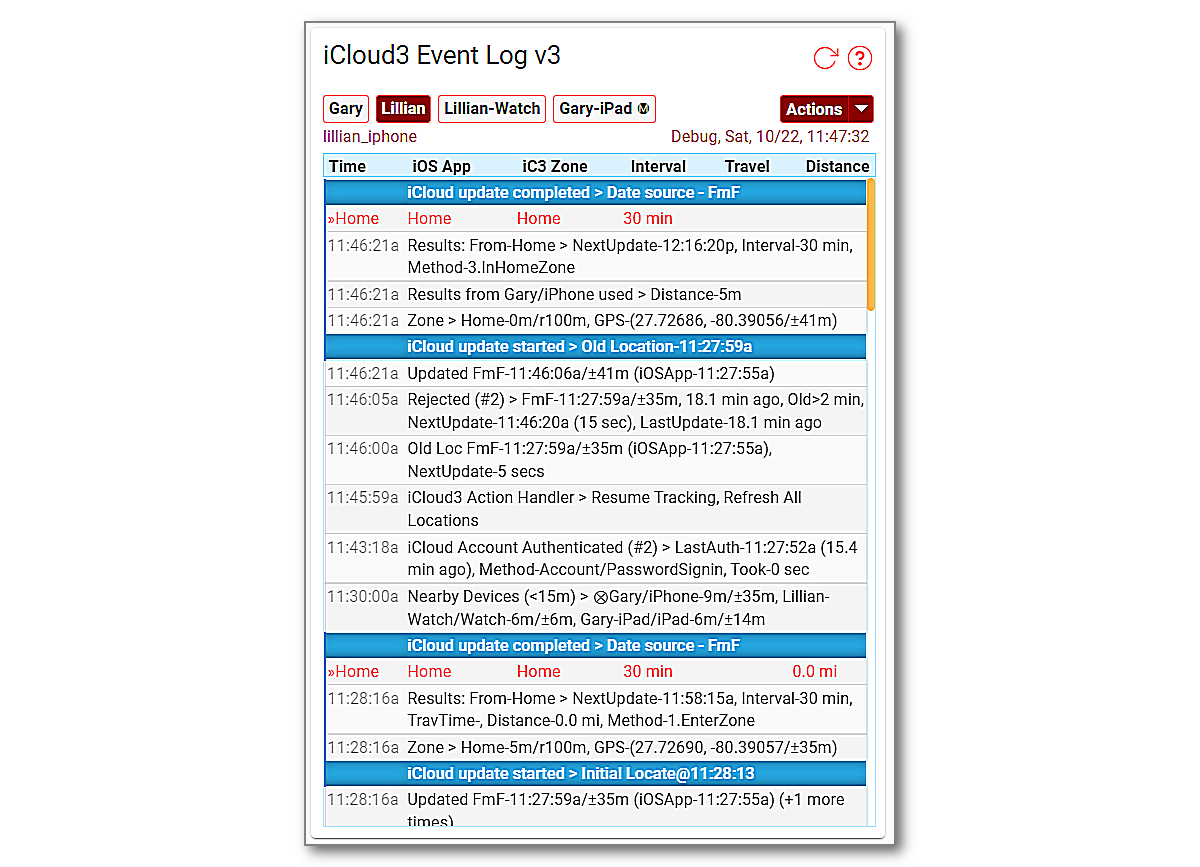 iCloud3 Event Log v3
Gary Lillian Lillian-Watch Gary-iPad Ⓜ Actions
lillian_iphone Debug, Sat, 10/22, 11:47:32
Time iOS App iC3 Zone Interval Travel Distance
iCloud update completed > Date source - FmF
»Home Home Home 30 min
11:46:21a Results: From-Home > NextUpdate-12:16:20p, Interval-30 min,
Method-3.InHomeZone
11:46:21a Results from Gary/iPhone used > Distance-5m
11:46:21a Zone > Home-0m/r100m, GPS-(27.72686, -80.39056/±41m)
iCloud update started > Old Location-11:27:59a
11:46:21a Updated FmF-11:46:06a/±41m (iOSApp-11:27:55a)
11:46:05a Rejected (#2) > FmF-11:27:59a/±35m, 18.1 min ago, Old>2 min,
NextUpdate-11:46:20a (15 sec), LastUpdate-18.1 min ago
11:46:00a Old Loc FmF-11:27:59a/±35m (iOSApp-11:27:55a),
NextUpdate-5 secs
11:45:59a iCloud3 Action Handler > Resume Tracking, Refresh All
Locations
11:43:18a iCloud Account Authenticated (#2) > LastAuth-11:27:52a (15.4
min ago), Method-Account/PasswordSignin, Took-0 sec
11:30:00a Nearby Devices (<15m) > ⊗Gary/iPhone-9m/±35m, Lillian-
Watch/Watch-6m/±6m, Gary-iPad/iPad-6m/±14m
iCloud update completed > Date source - FmF
»Home Home Home 30 min 0.0 mi
11:28:16a Results: From-Home > NextUpdate-11:58:15a, Interval-30 min,
TravTime-, Distance-0.0 mi, Method-1.EnterZone
11:28:16a Zone > Home-5m/r100m, GPS-(27.72690, -80.39057/±35m)
iCloud update started > Initial Locate@11:28:13
11:28:16a Updated FmF-11:27:59a/±35m (iOSApp-11:27:55a) (+1 more
times)